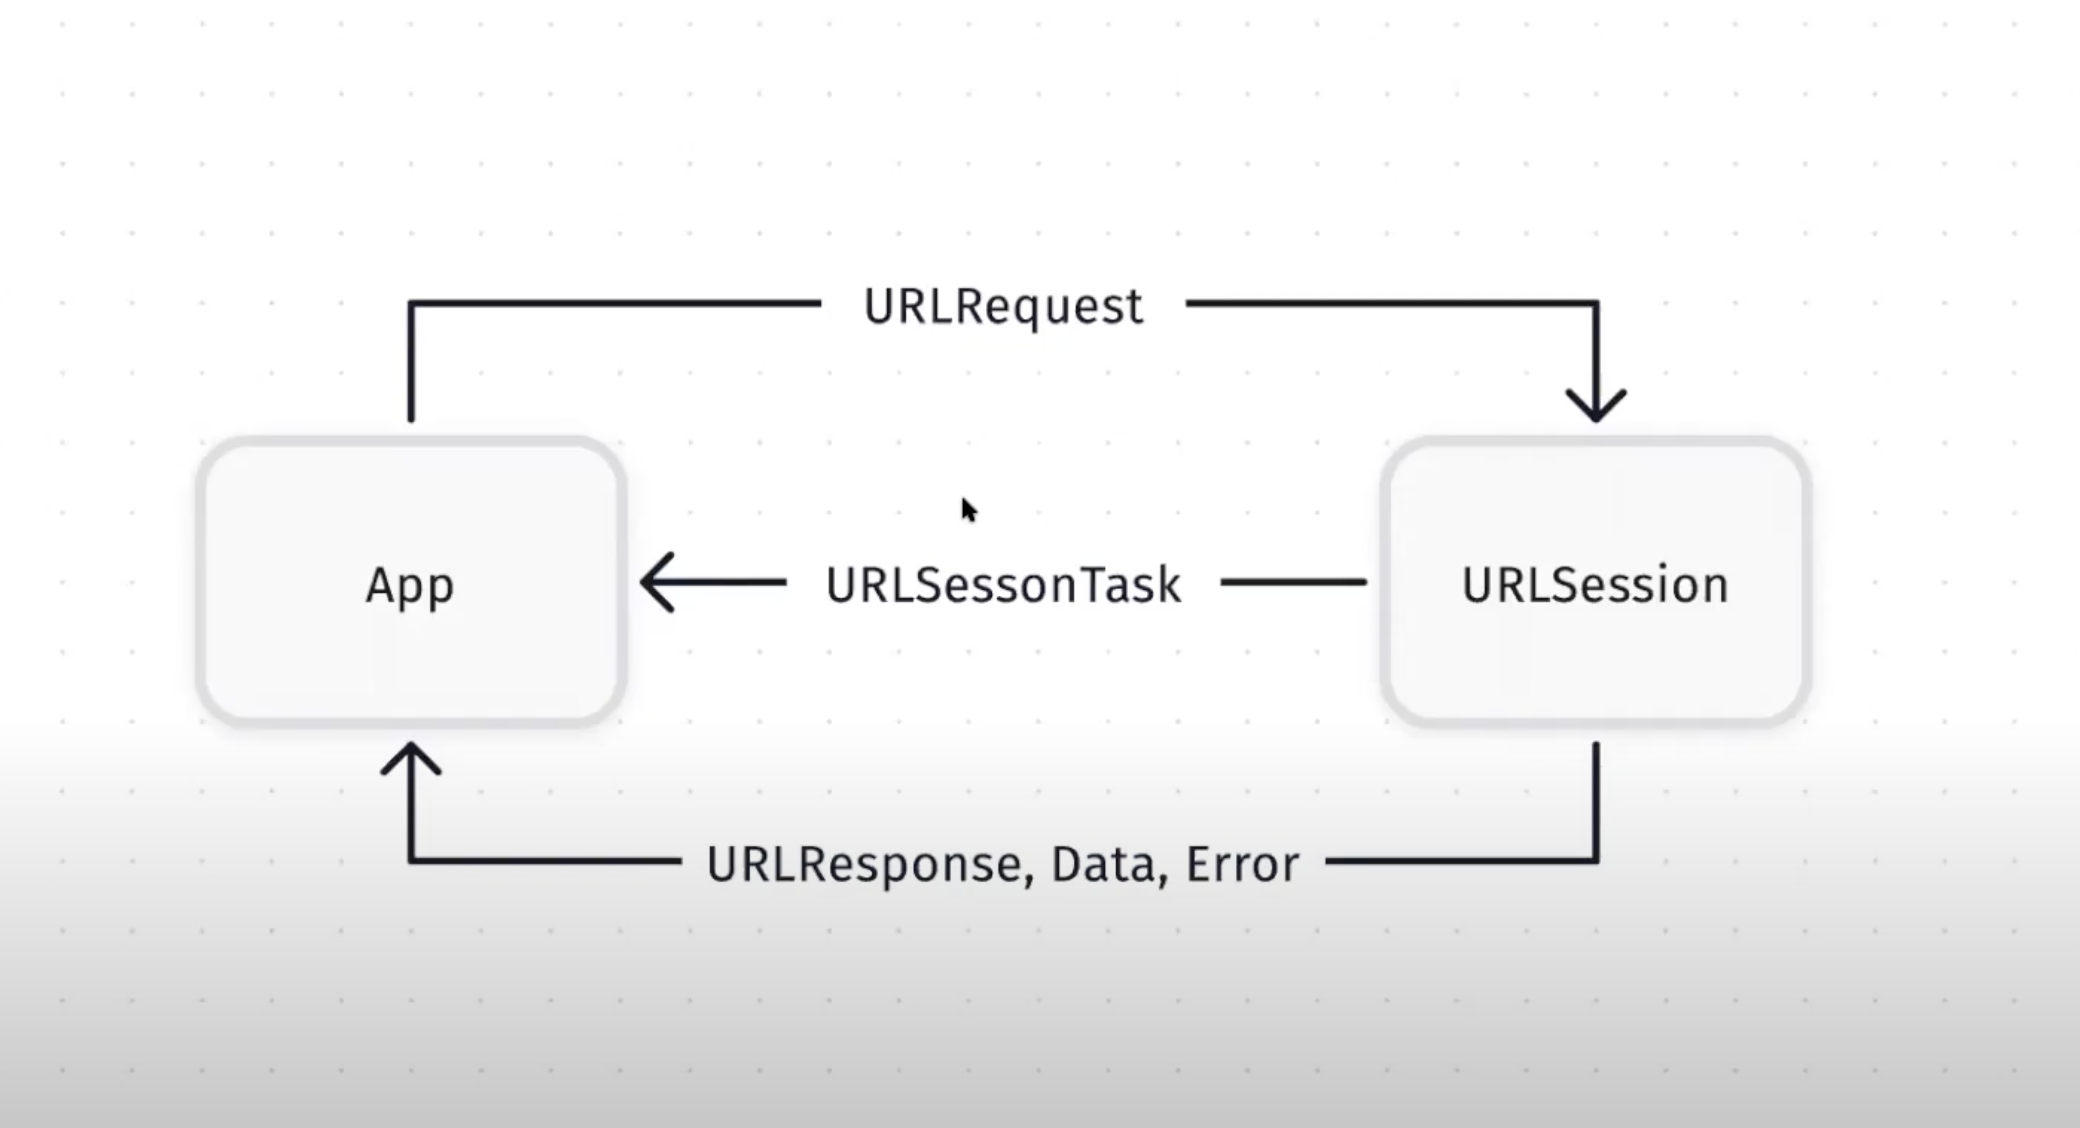 URLRequest
App
URLSessonTask
URLSession
URLResponse, Data, Error